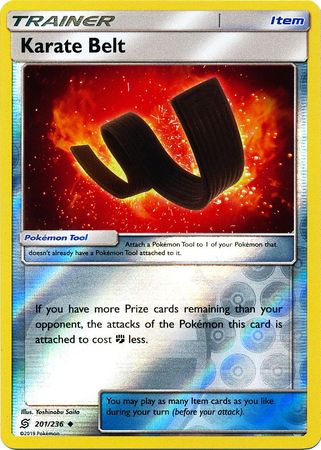 TRAINER Item
Karate Belt
Pokémon Tool Attach a Pokémon Tool to 1 of your Pokémon that
doesn't already have a Pokémon Tool attached to it.
If you have more Prize cards remaining than your
opponent, the attacks of the Pokémon this card is
attached to cost less.
Illus. Yoshinobu Saito
201/236
©2019 Pokémon
You may play as many Item cards as you like
during your turn (before your attack).